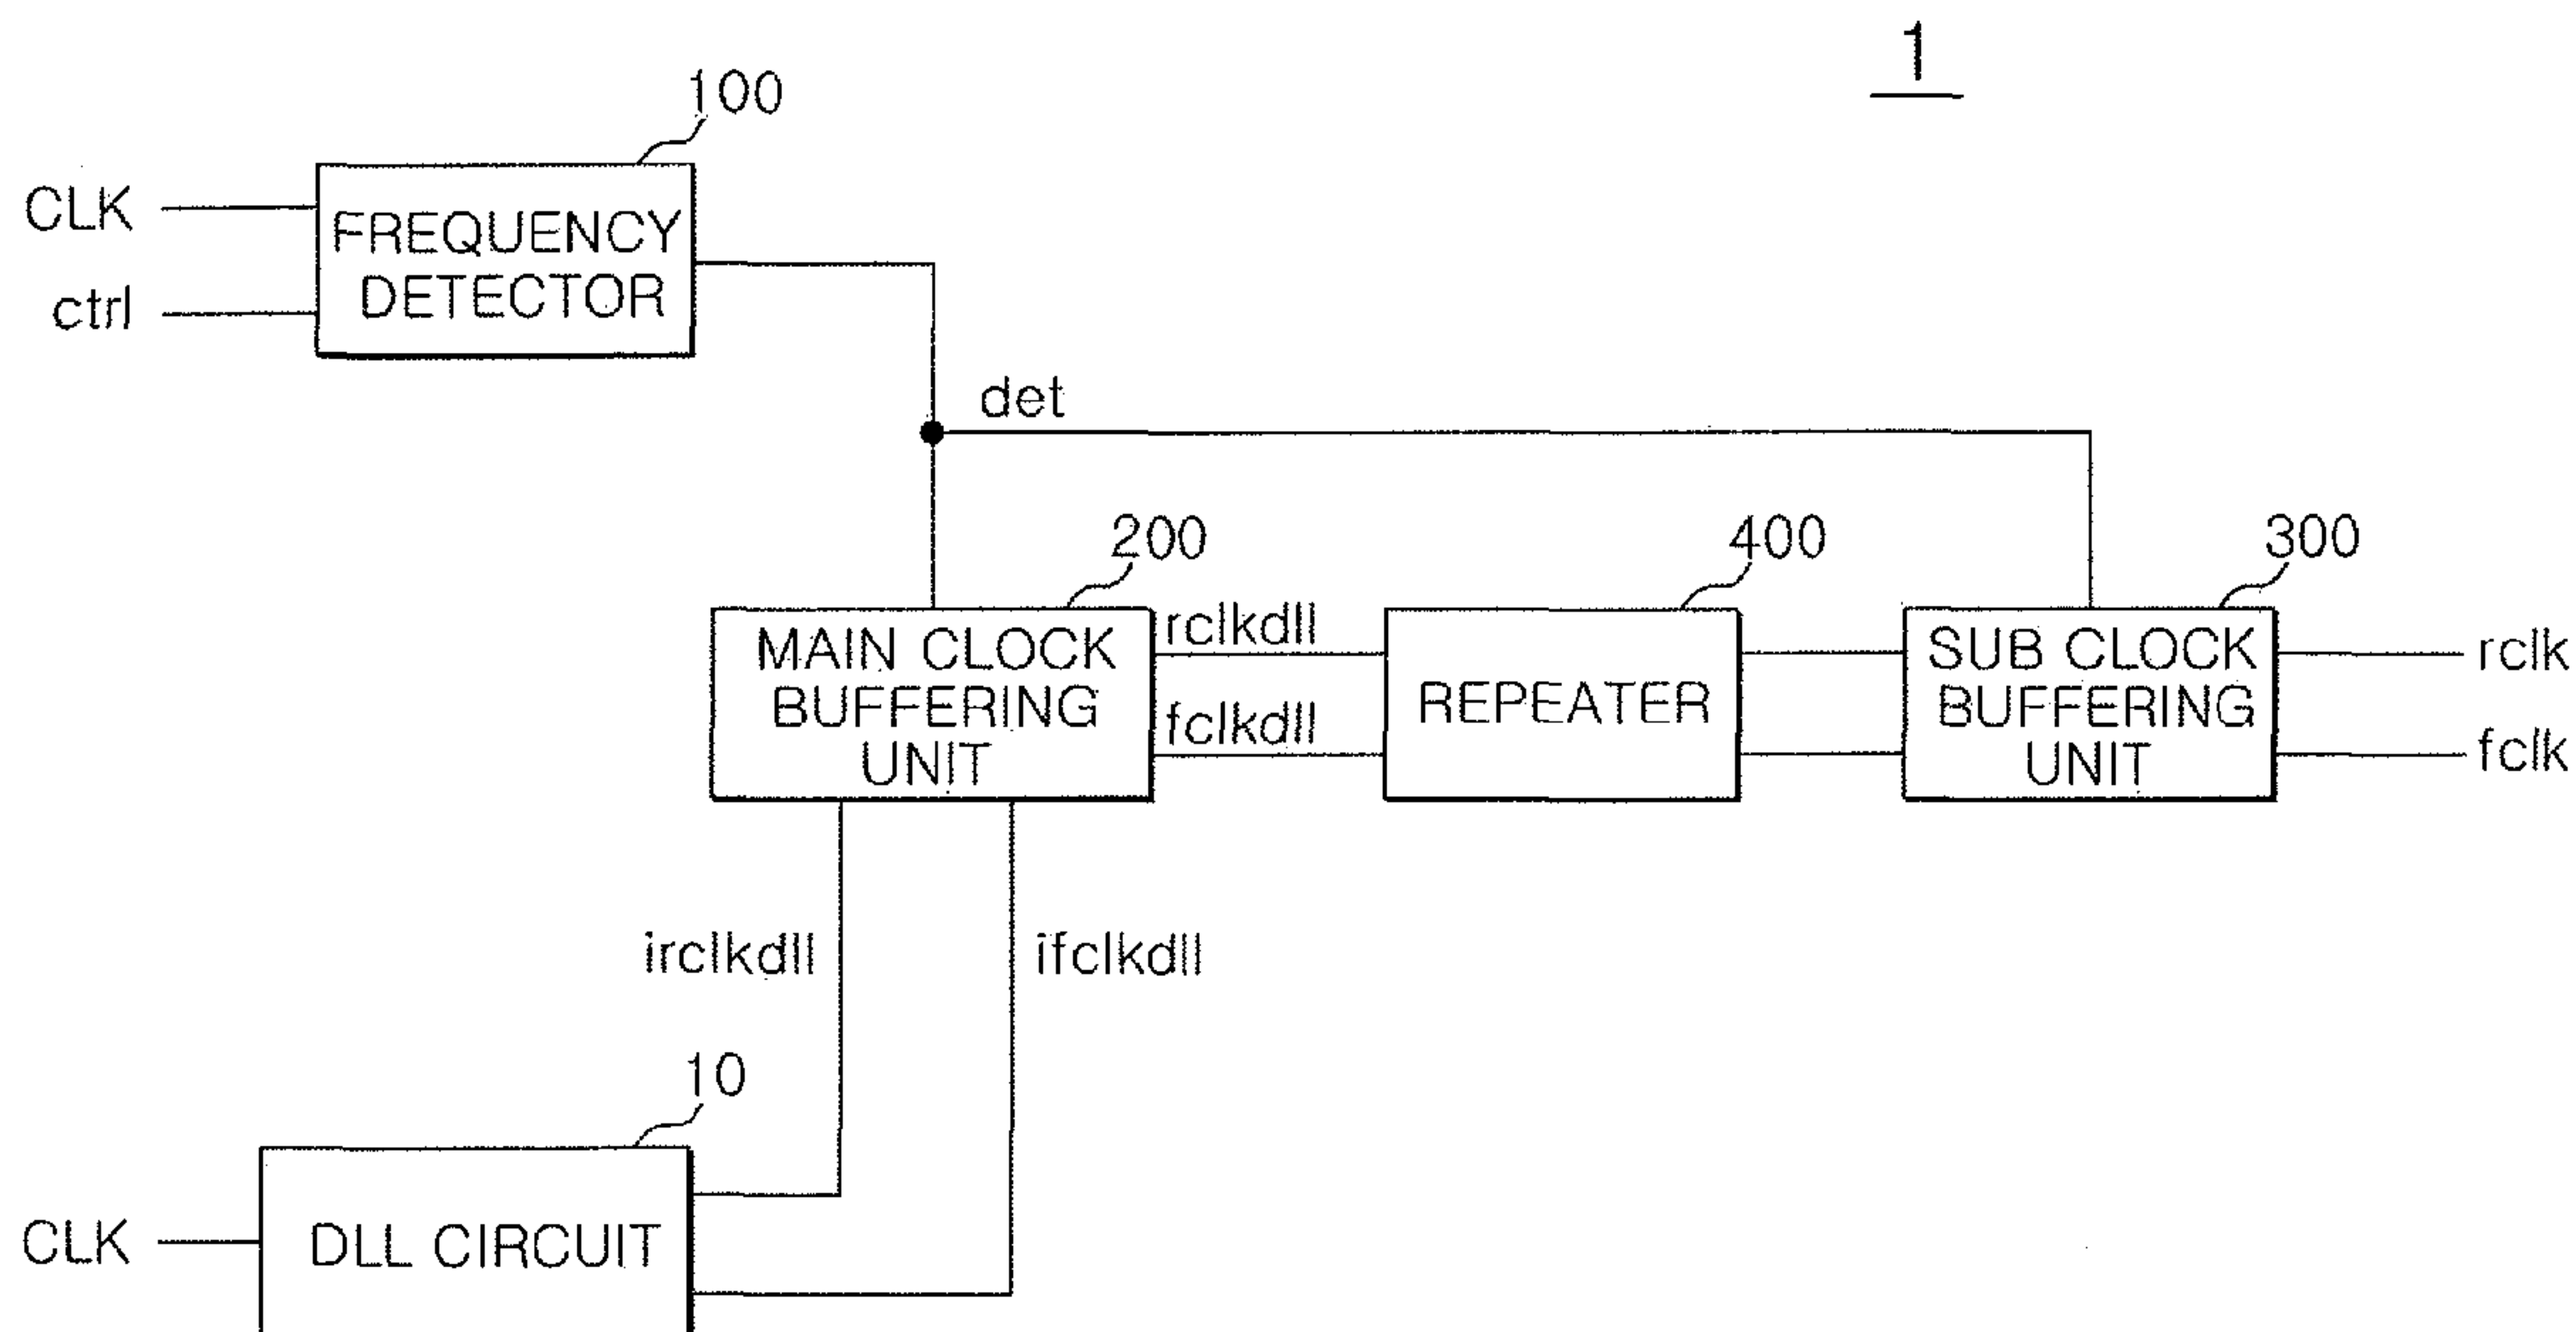 1
100
CLK
FREQUENCY
DETECTOR
ctrl
det
200
400
300
MAIN CLOCK
BUFFERING
UNIT
rclkdll
fclkdll
REPEATER
SUB CLOCK
BUFFERING
UNIT
rclk
fclk
irclkdll
ifclkdll
10
CLK
DLL CIRCUIT